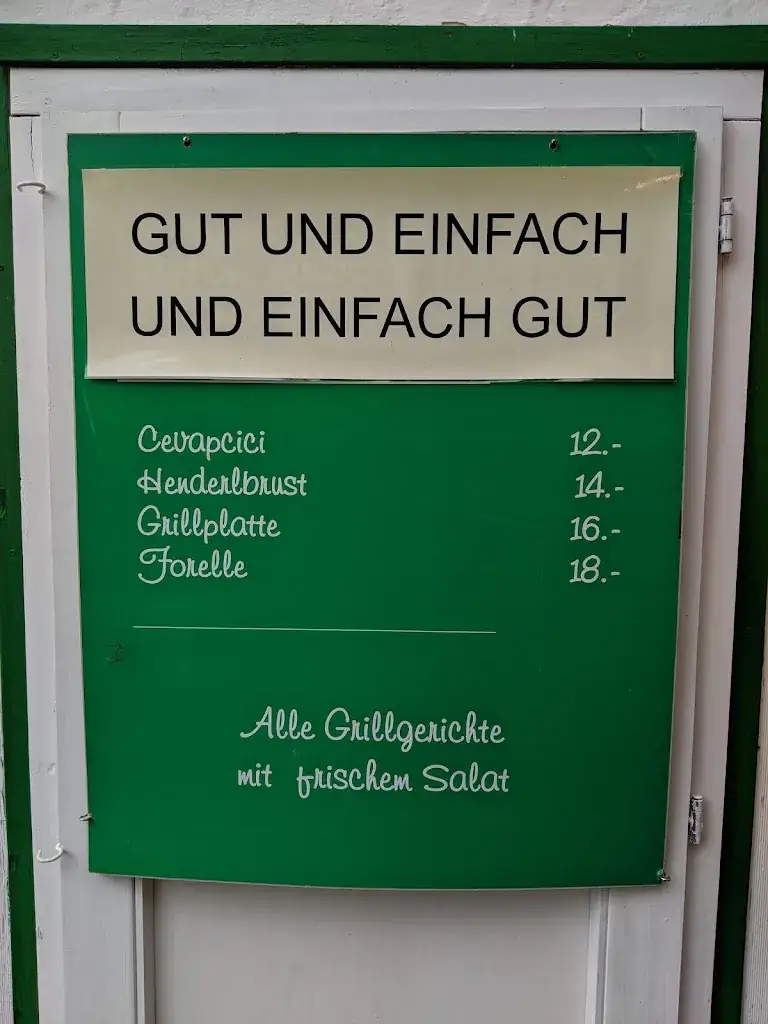 GUT UND EINFACH
UND EINFACH GUT
Cevapcici 12.-
Henderlbrust 14.-
Grillplatte 16.-
Forelle 18.-
Alle Grillgerichte
mit frischem Salat